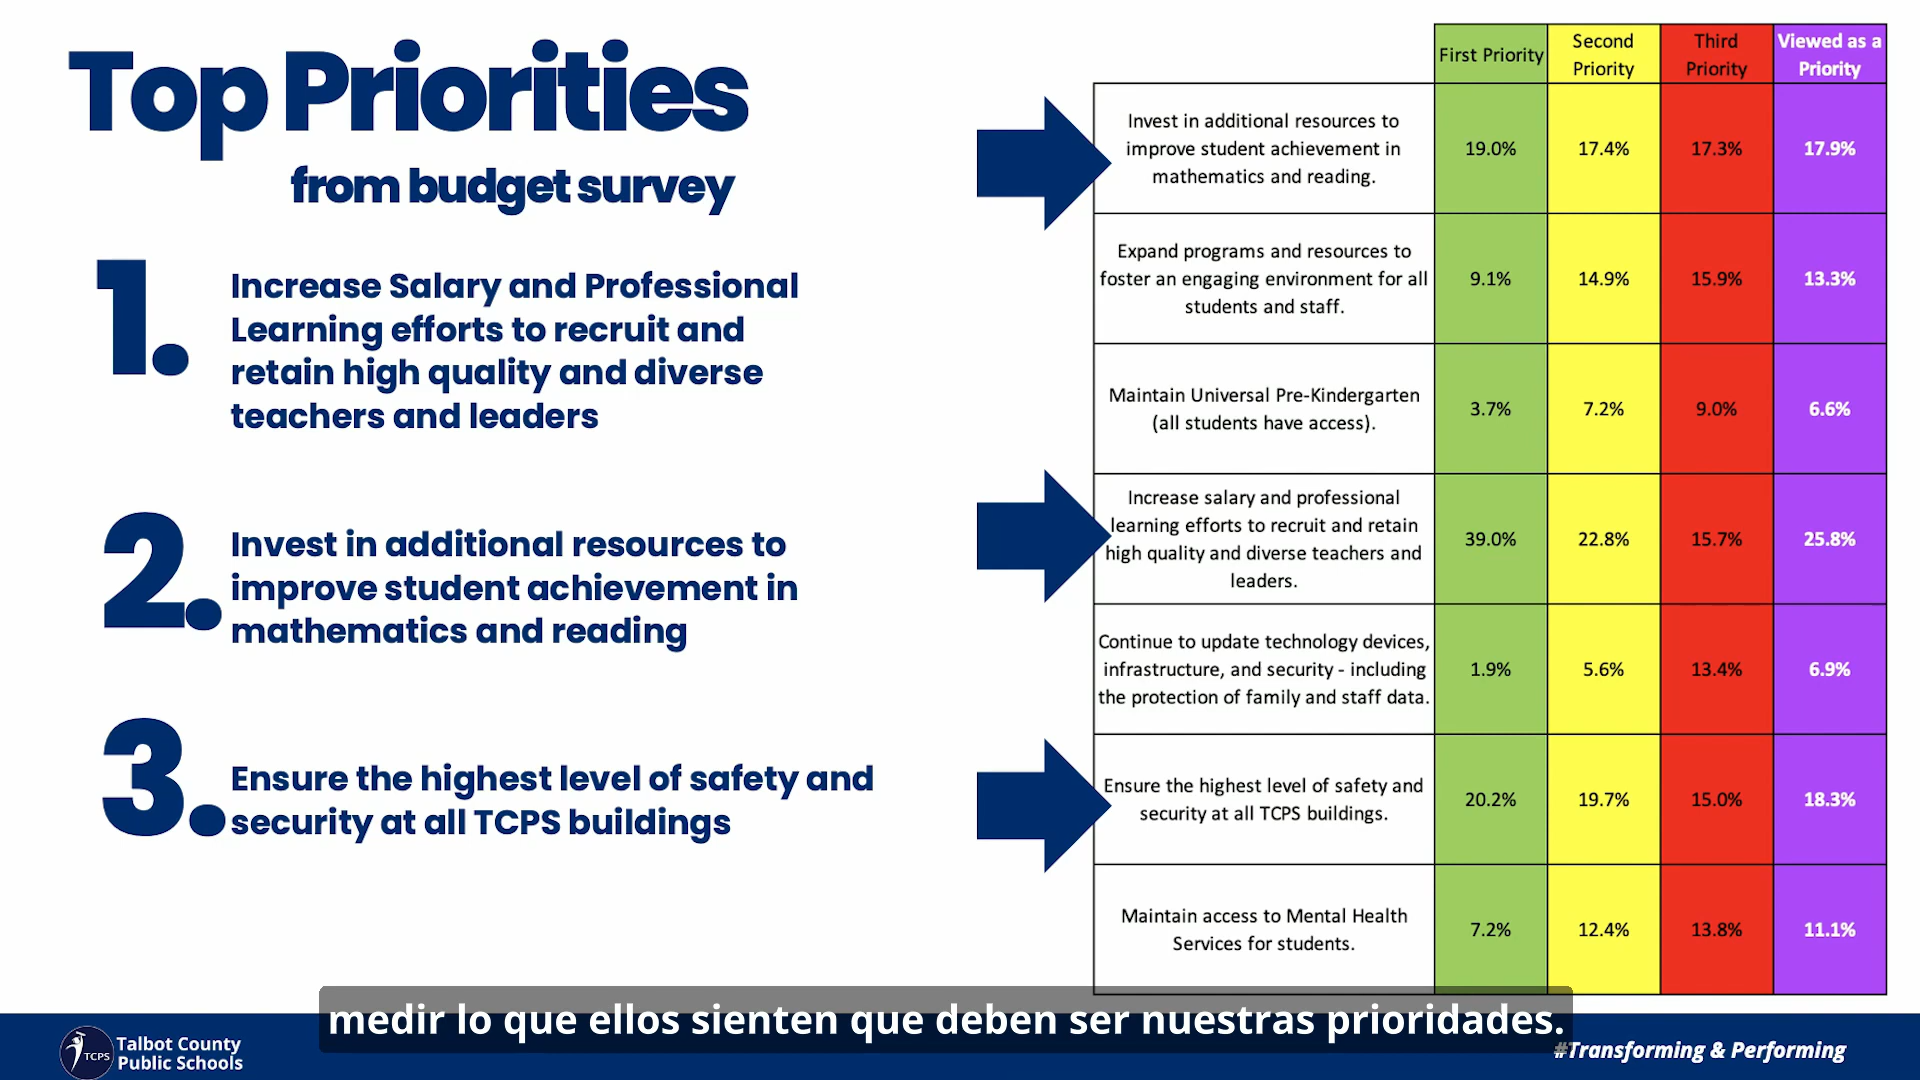 Top Priorities
from budget survey
1.
Increase Salary and Professional
Learning efforts to recruit and
retain high quality and diverse
teachers and leaders
2.
Invest in additional resources to
improve student achievement in
mathematics and reading
3.
Ensure the highest level of safety and
security at all TCPS buildings
First Priority
Second
Priority
Third
Priority
Viewed as a
Priority
Invest in additional resources to
improve student achievement in
mathematics and reading.
19.0%
17.4%
17.3%
17.9%
Expand programs and resources to
foster an engaging environment for all
students and staff.
9.1%
14.9%
15.9%
13.3%
Maintain Universal Pre-Kindergarten
(all students have access).
3.7%
7.2%
9.0%
6.6%
Increase salary and professional
learning efforts to recruit and retain
high quality and diverse teachers and
leaders.
39.0%
22.8%
15.7%
25.8%
Continue to update technology devices,
infrastructure, and security - including
the protection of family and staff data.
1.9%
5.6%
13.4%
6.9%
Ensure the highest level of safety and
security at all TCPS buildings.
20.2%
19.7%
15.0%
18.3%
Maintain access to Mental Health
Services for students.
7.2%
12.4%
13.8%
11.1%
medir lo que ellos sienten que deben ser nuestras prioridades.
TCPS
Talbot County
Public Schools
#Transforming & Performing